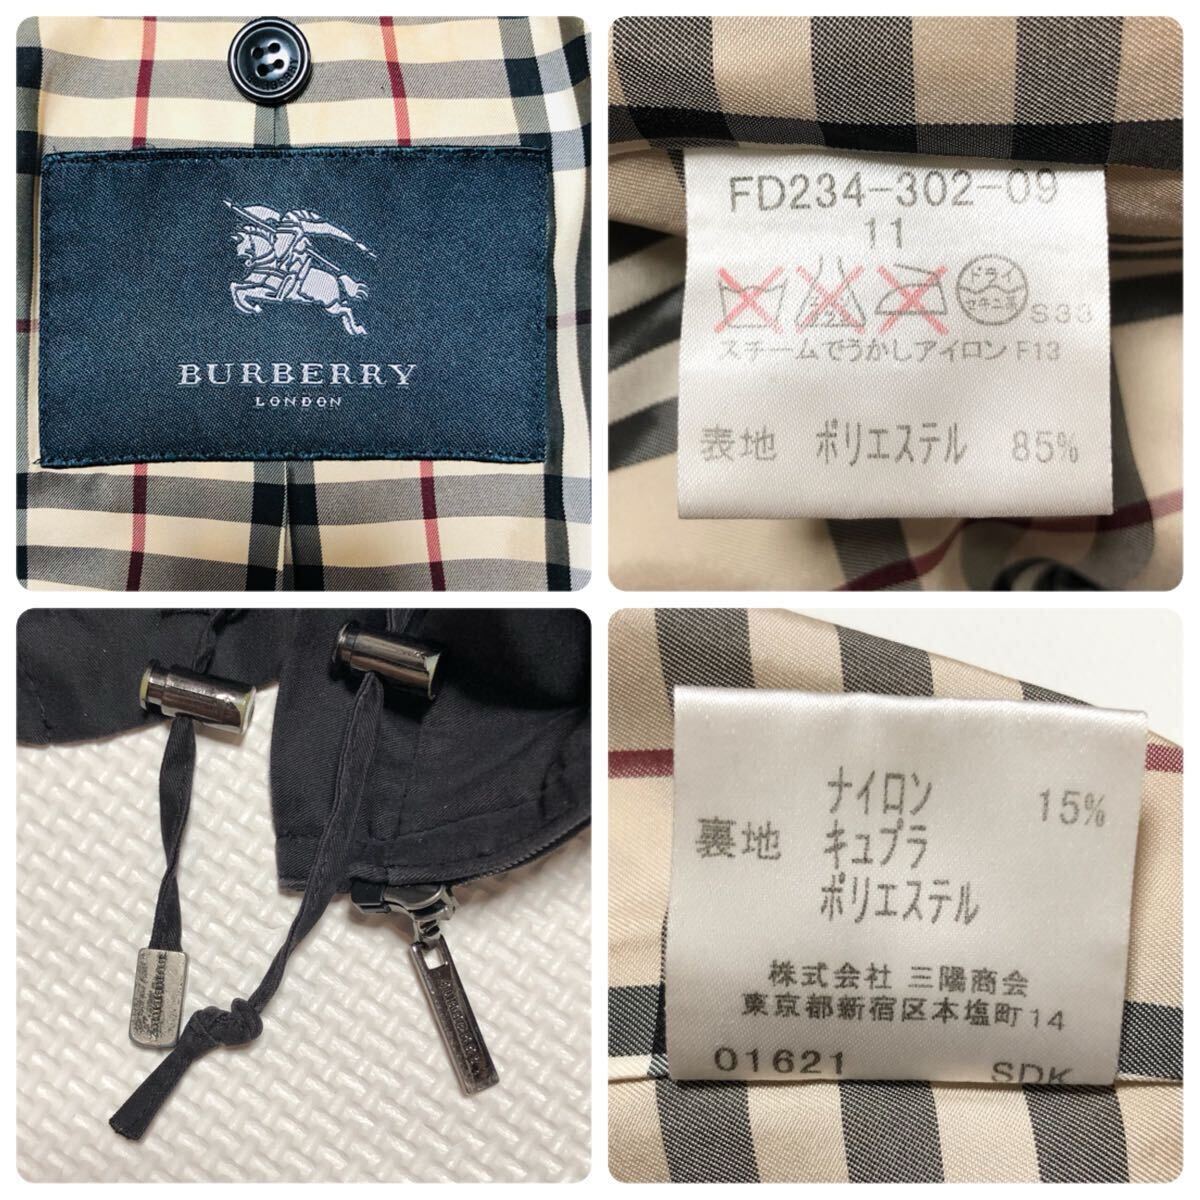 BURBERRY
LONDON
FD234-302-09
11
ドライ
セキユ系
S33
スチームでうかしアイロン F13
表地 ポリエステル 85%
ナイロン 15%
裏地 キュプラ
ポリエステル
株式会社 三陽商会
東京都新宿区本塩町14
01621 SDK